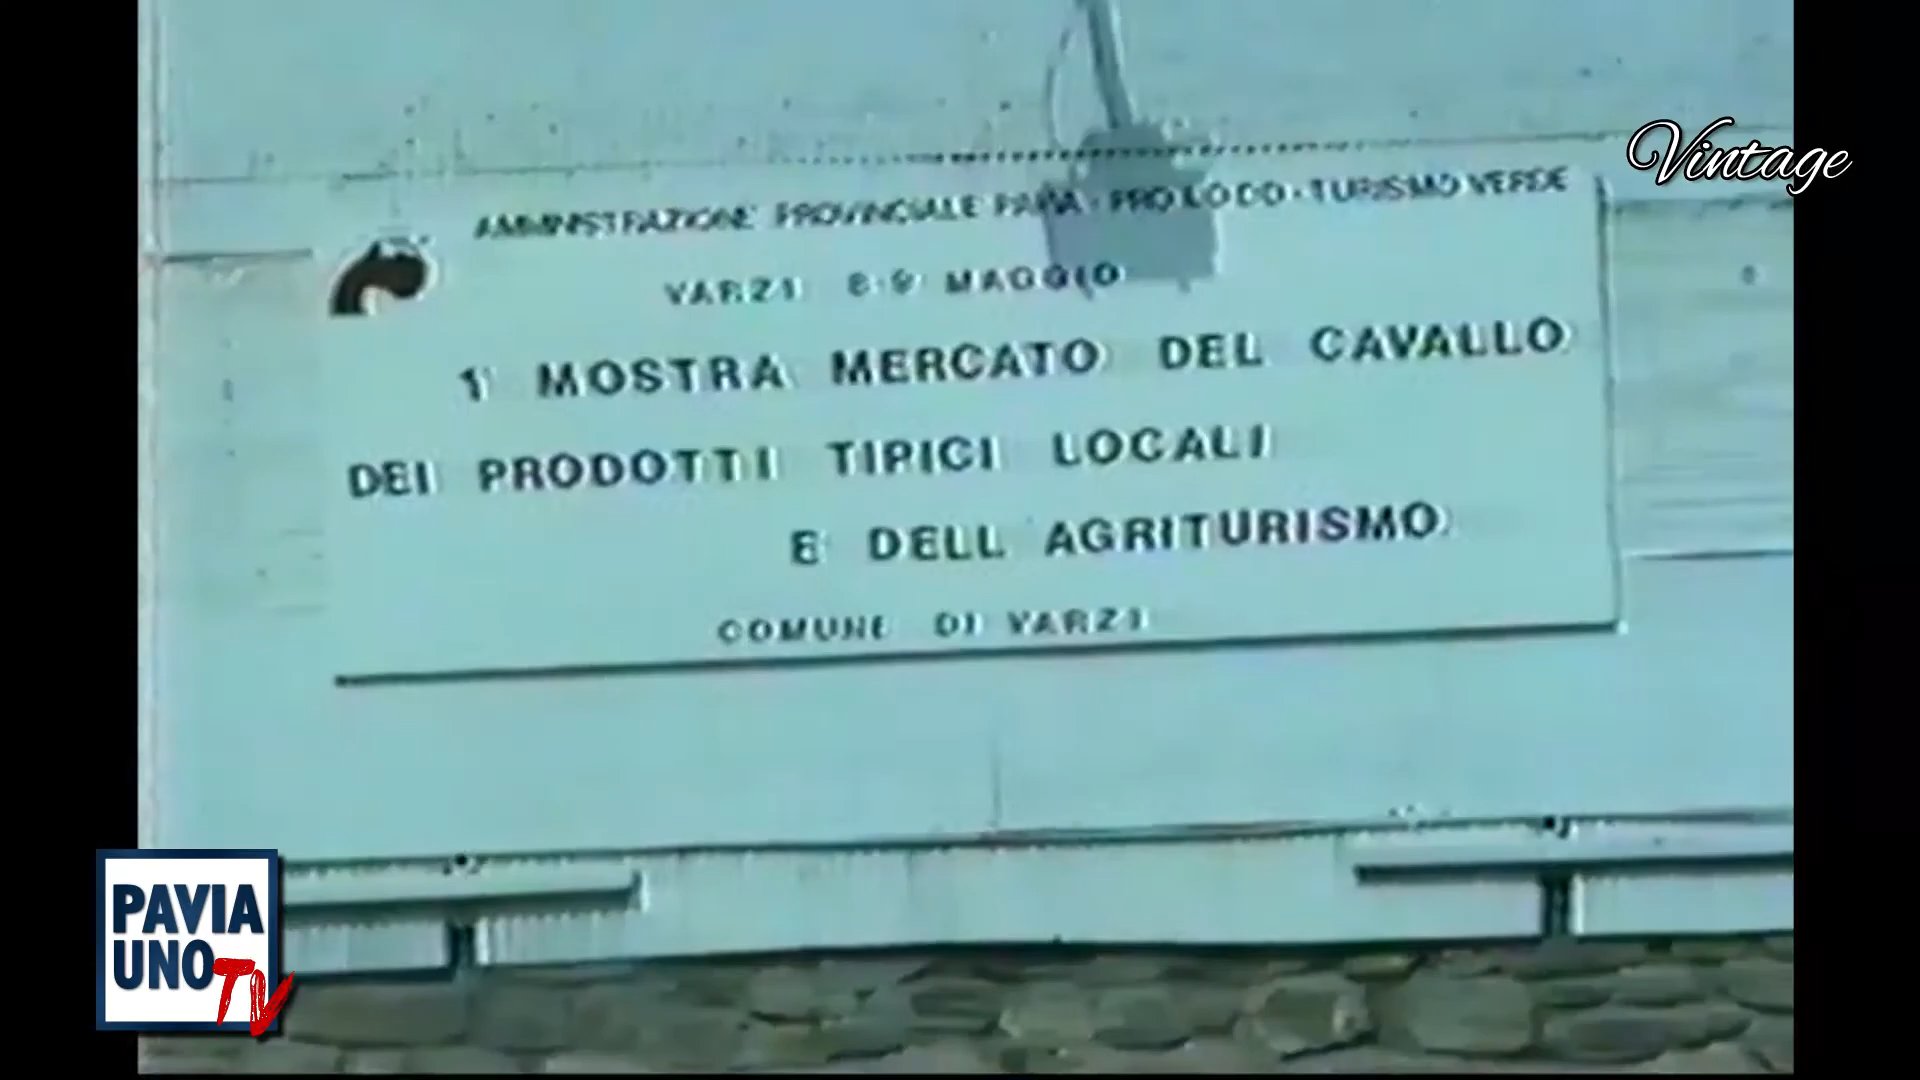 Vintage
AMMINISTRAZIONE PROVINCIALE PAVIA - PRO LOCO - TURISMO VERDE
VARZI 8-9 MAGGIO
1ª MOSTRA MERCATO DEL CAVALLO
DEI PRODOTTI TIPICI LOCALI
E DELL AGRITURISMO
COMUNE DI VARZI
PAVIA
UNO TV